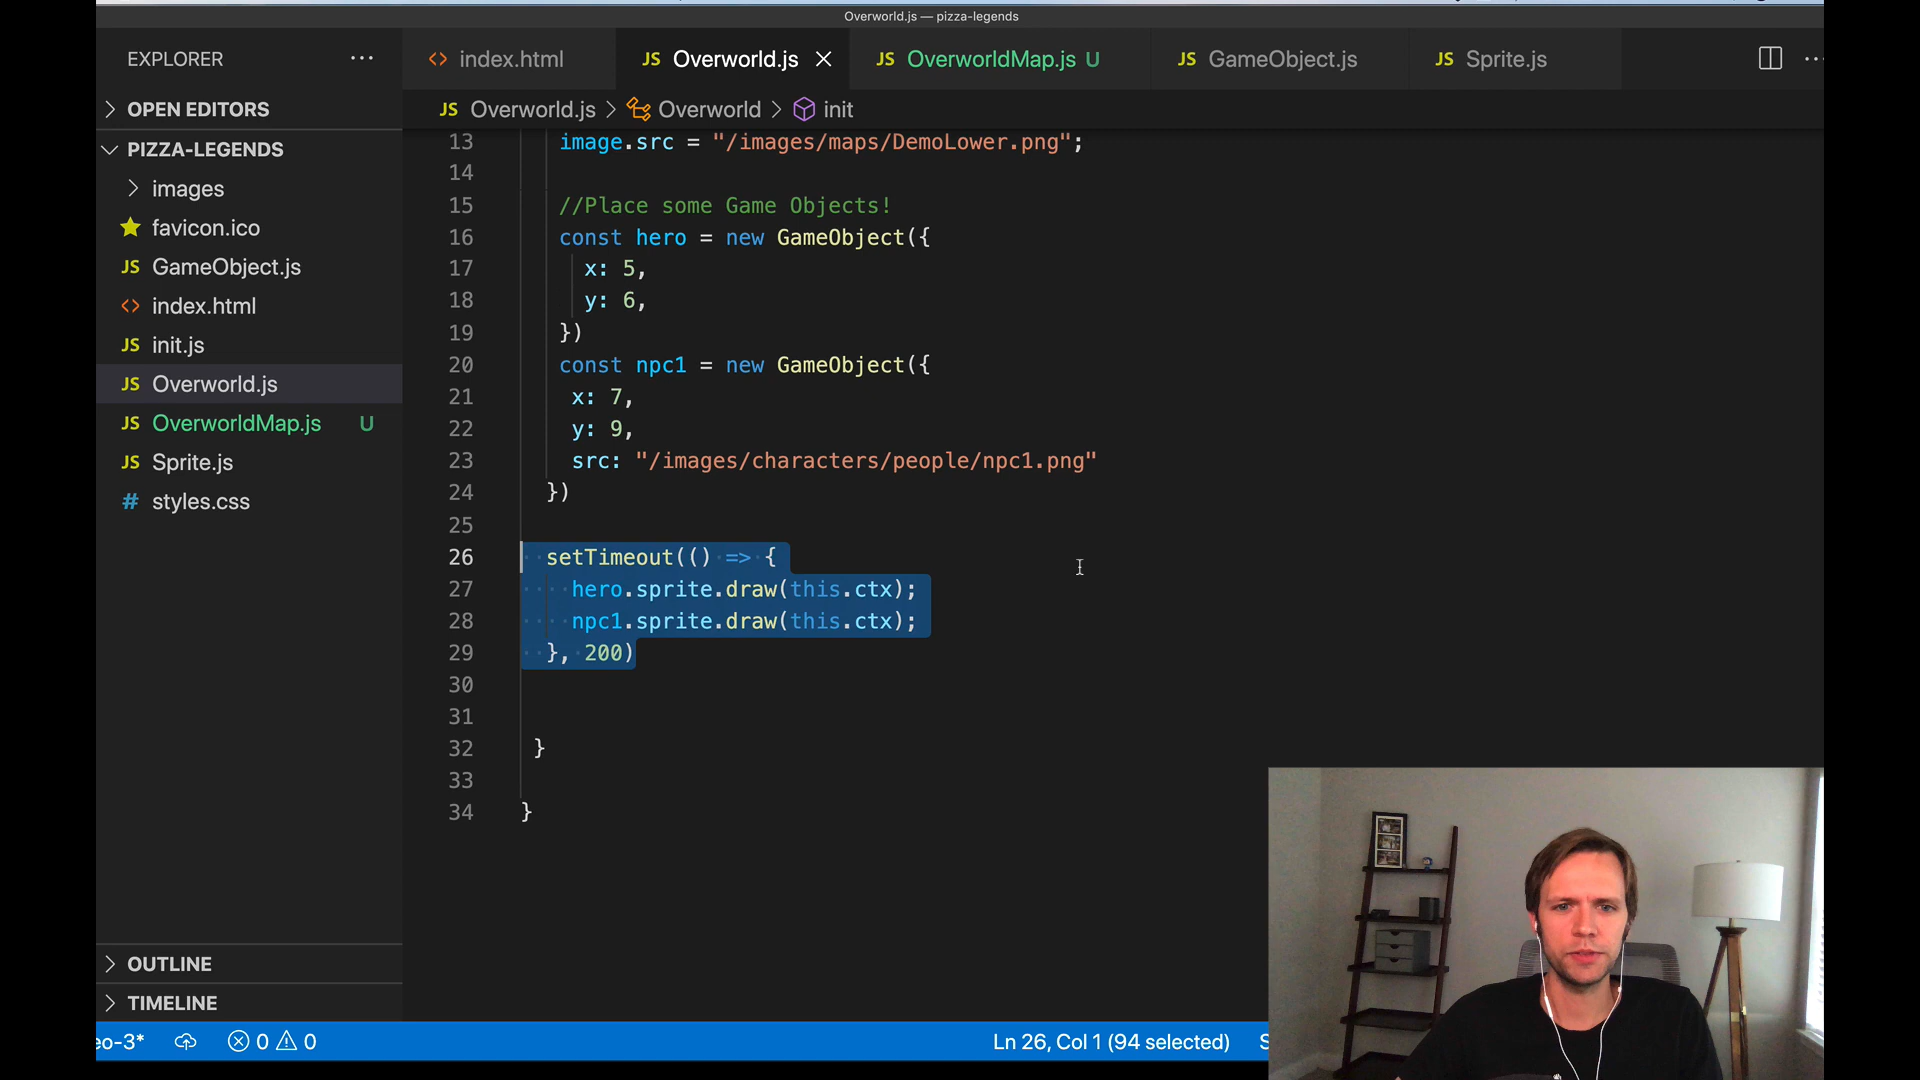 Overworld.js — pizza-legends
EXPLORER
index.html
JS Overworld.js
JS OverworldMap.js U
JS GameObject.js
JS Sprite.js
OPEN EDITORS
JS Overworld.js > Overworld > init
PIZZA-LEGENDS
images
favicon.ico
JS GameObject.js
index.html
JS init.js
JS Overworld.js
JS OverworldMap.js U
JS Sprite.js
# styles.css
OUTLINE
TIMELINE
13 image.src = "/images/maps/DemoLower.png";
14
15 //Place some Game Objects!
16 const hero = new GameObject({
17 x: 5,
18 y: 6,
19 })
20 const npc1 = new GameObject({
21 x: 7,
22 y: 9,
23 src: "/images/characters/people/npc1.png"
24 })
25
26 setTimeout(() => {
27 hero.sprite.draw(this.ctx);
28 npc1.sprite.draw(this.ctx);
29 }, 200)
30
31
32 }
33
34 }
eo-3* 0 0
Ln 26, Col 1 (94 selected)